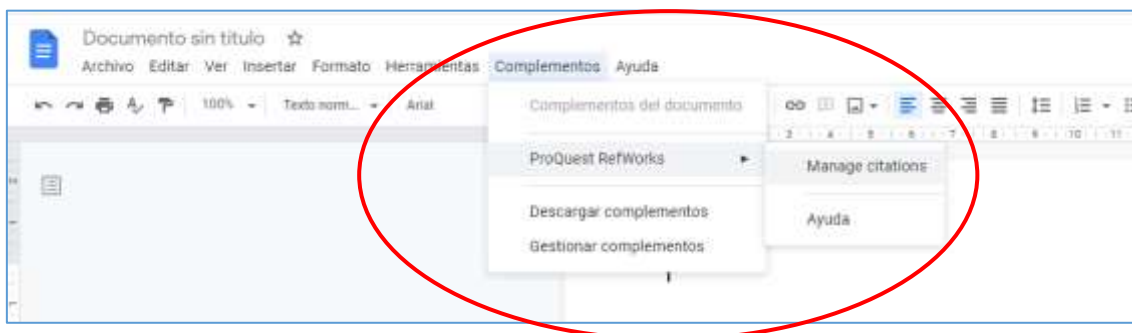 Documento sin título
Archivo Editar Ver Insertar Formato Herramientas Complementos Ayuda
100% Texto norm... Arial
Complementos del documento
ProQuest RefWorks
Manage citations
Ayuda
Descargar complementos
Gestionar complementos